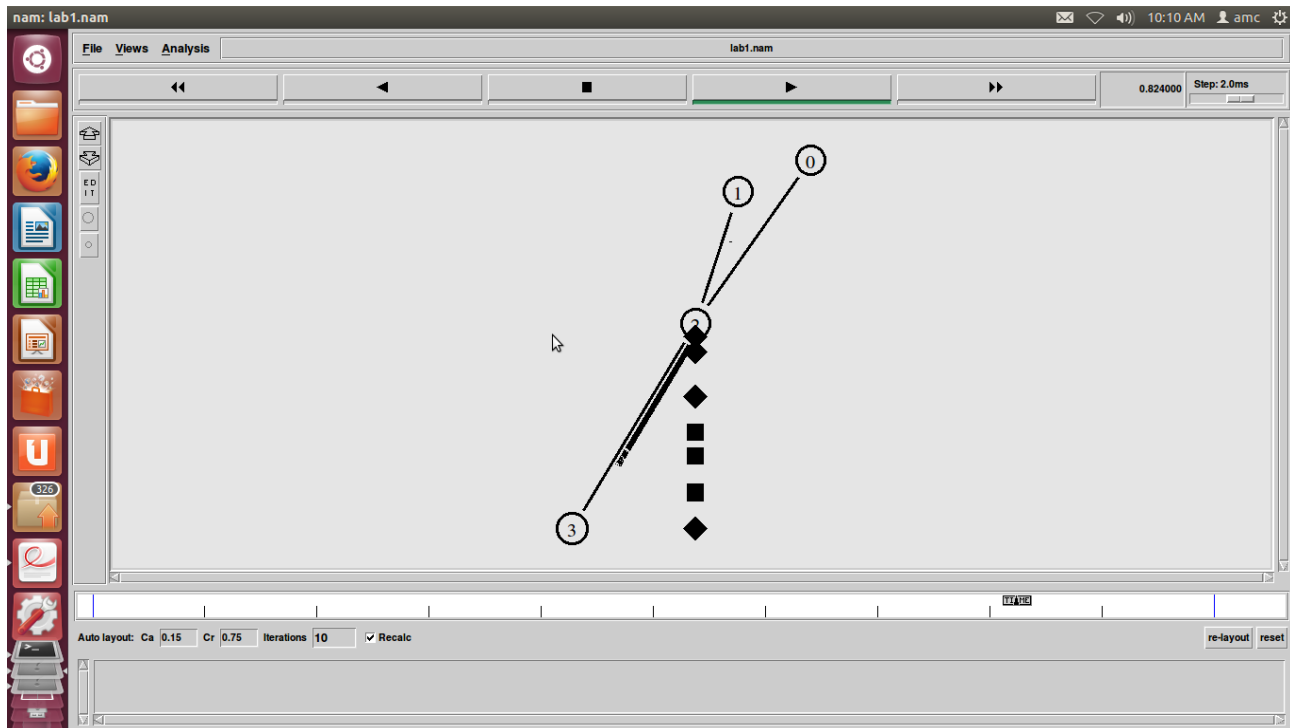 nam: lab1.nam
10:10 AM amc
File Views Analysis
lab1.nam
0.824000
Step: 2.0ms
ED
IT
0
1
2
3
326
TIME
Auto layout: Ca 0.15 Cr 0.75 Iterations 10 Recalc
re-layout reset